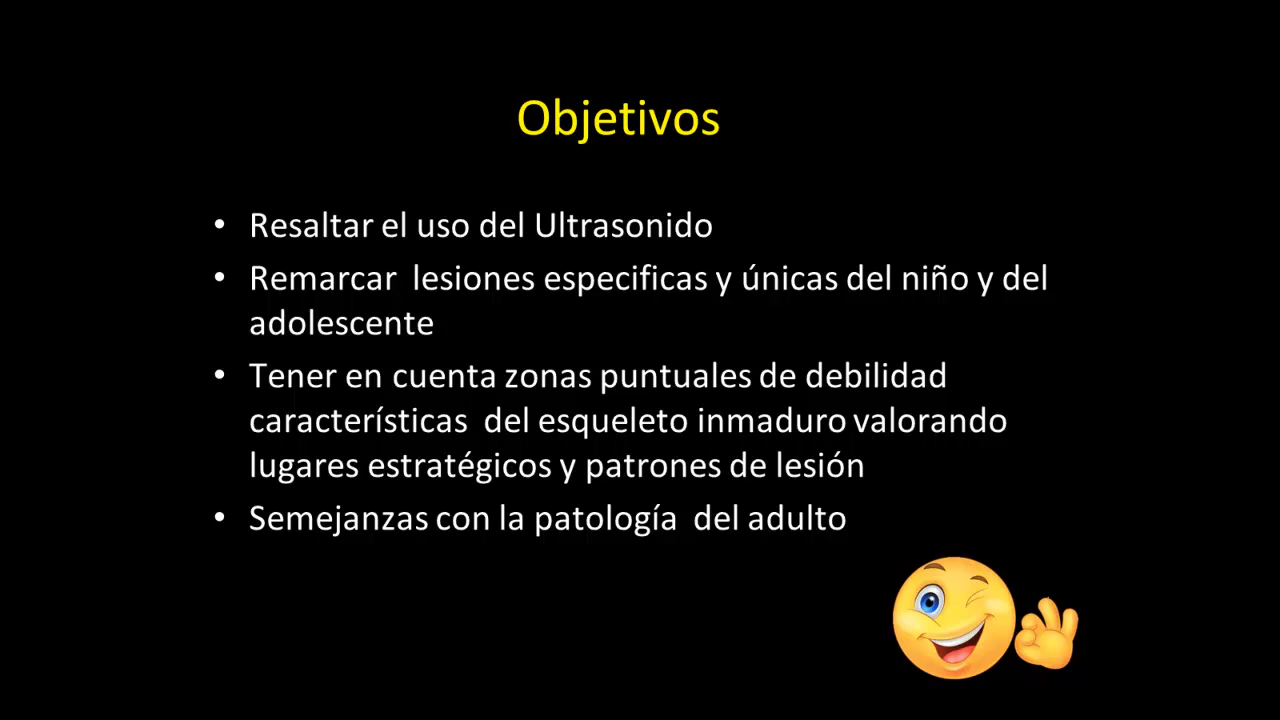 Objetivos
• Resaltar el uso del Ultrasonido
• Remarcar lesiones especificas y únicas del niño y del
adolescente
• Tener en cuenta zonas puntuales de debilidad
características del esqueleto inmaduro valorando
lugares estratégicos y patrones de lesión
• Semejanzas con la patología del adulto